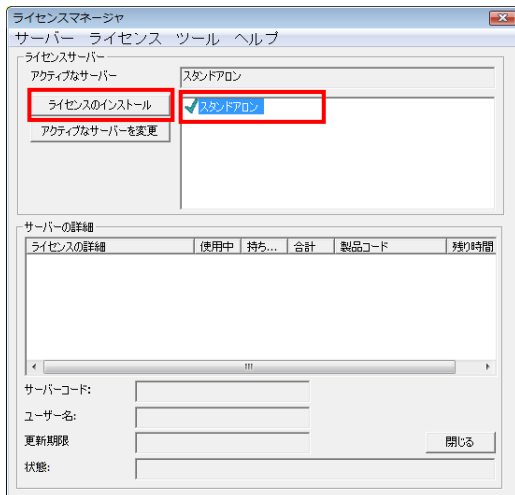 ライセンスマネージャ
サーバー ライセンス ツール ヘルプ
ライセンスサーバー
アクティブなサーバー スタンドアロン
ライセンスのインストール スタンドアロン
アクティブなサーバーを変更
サーバーの詳細
ライセンスの詳細 使用中 持ち... 合計 製品コード 残り時間
サーバーコード:
ユーザー名:
更新期限 閉じる
状態: